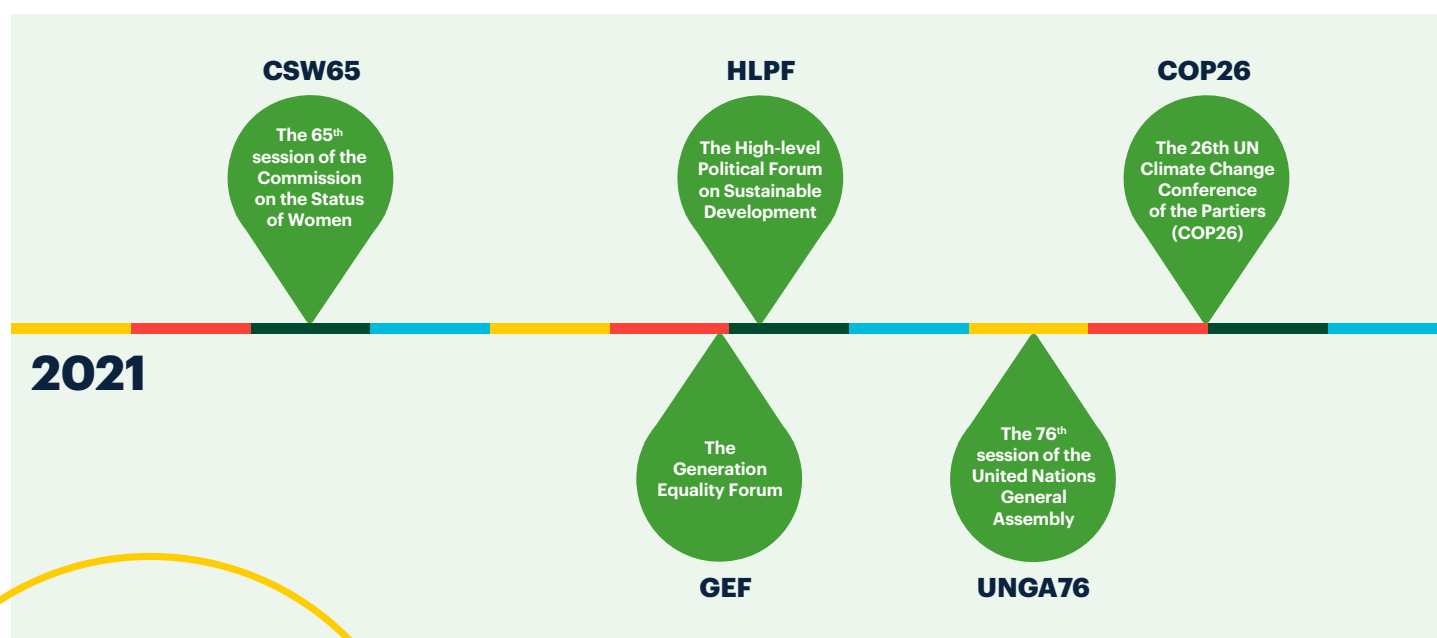 CSW65
The 65th
session of the
Commission
on the Status
of Women
HLPF
The High-level
Political Forum
on Sustainable
Development
COP26
The 26th UN
Climate Change
Conference
of the Partiers
(COP26)
2021
The
Generation
Equality Forum
GEF
The 76th
session of the
United Nations
General
Assembly
UNGA76